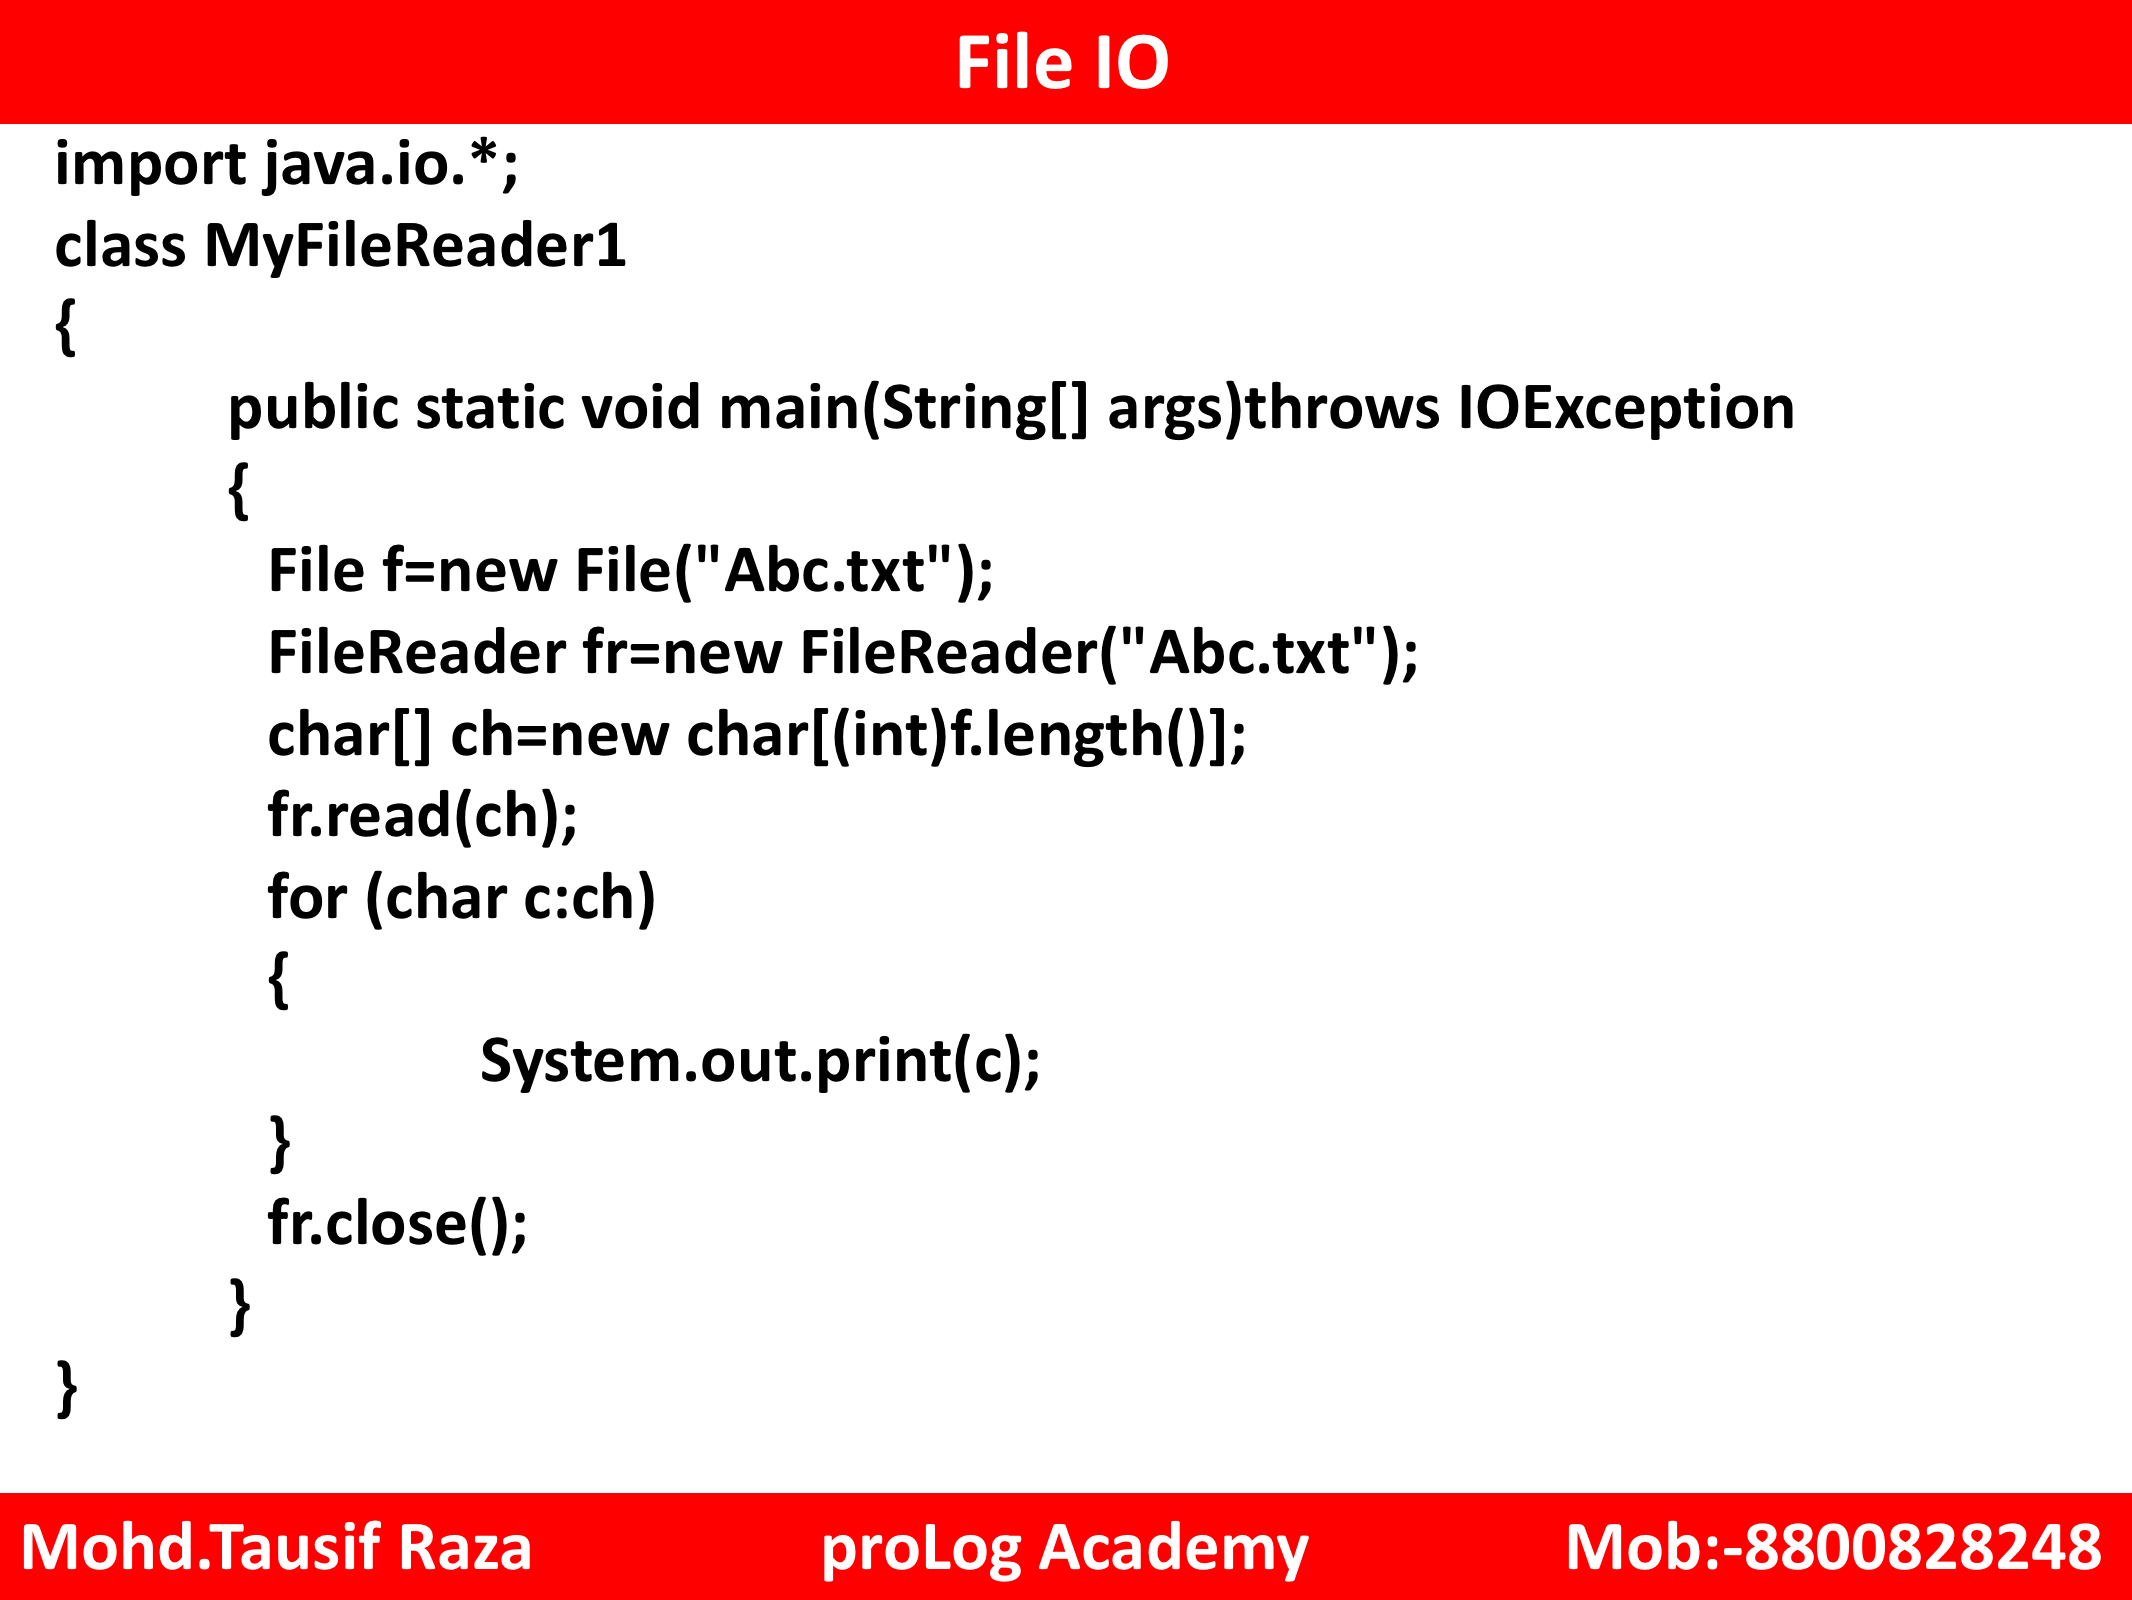 File IO
import java.io.*;
class MyFileReader1
{
public static void main(String[] args)throws IOException
{
File f=new File("Abc.txt");
FileReader fr=new FileReader("Abc.txt");
char[] ch=new char[(int)f.length()];
fr.read(ch);
for (char c:ch)
{
System.out.print(c);
}
fr.close();
}
}
Mohd.Tausif Raza proLog Academy Mob:-8800828248